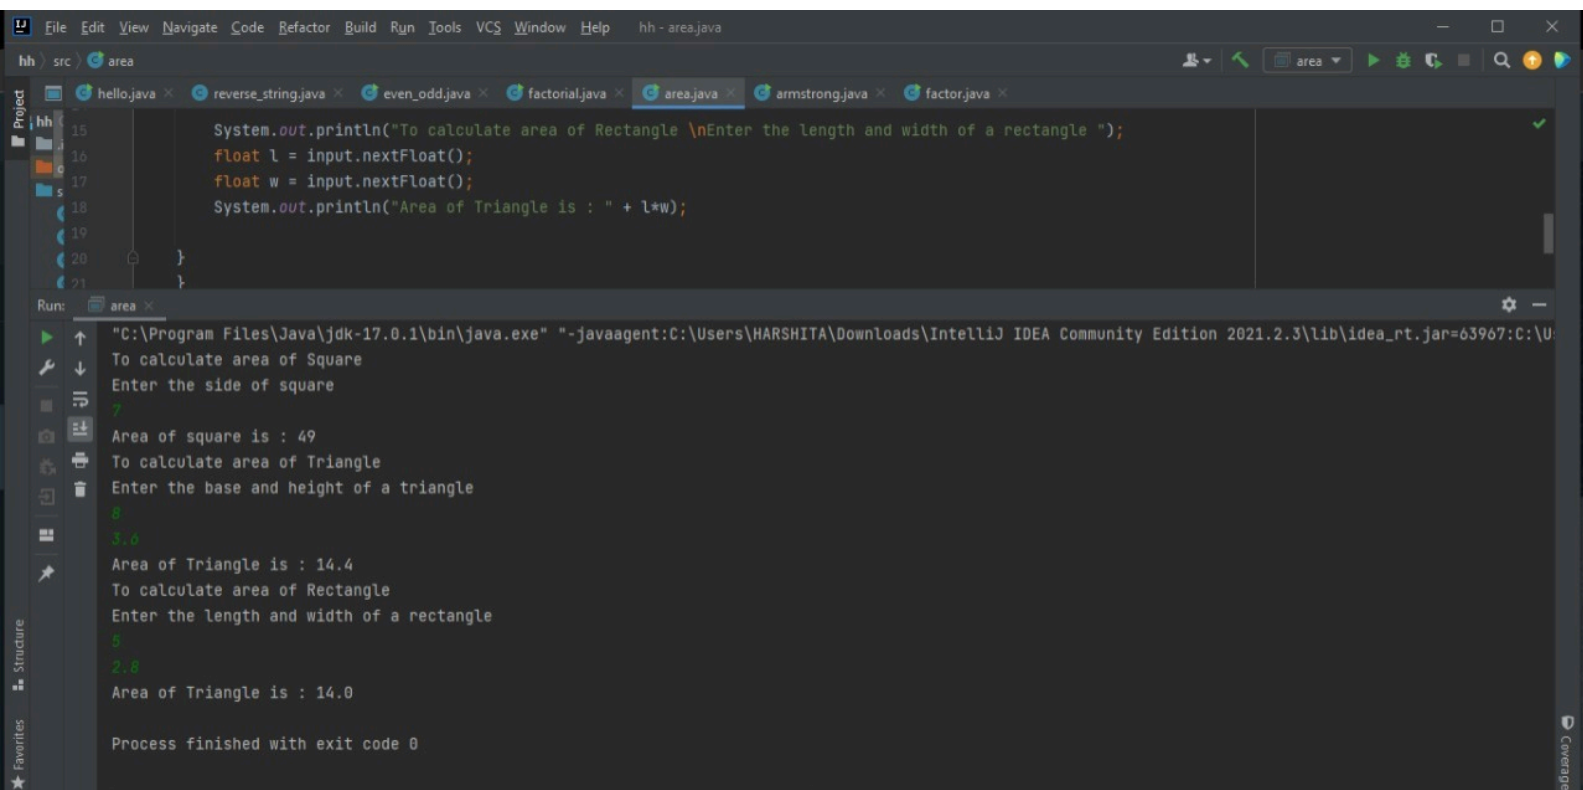 File Edit View Navigate Code Refactor Build Run Tools VCS Window Help hh - area.java
hh src area area
hello.java reverse_string.java even_odd.java factorial.java area.java armstrong.java factor.java
Project
hh
15 System.out.println("To calculate area of Rectangle \nEnter the length and width of a rectangle ");
16 float l = input.nextFloat();
17 float w = input.nextFloat();
18 System.out.println("Area of Triangle is : " + l*w);
19
20 }
21 }
Run: area
"C:\Program Files\Java\jdk-17.0.1\bin\java.exe" "-javaagent:C:\Users\HARSHITA\Downloads\IntelliJ IDEA Community Edition 2021.2.3\lib\idea_rt.jar=63967:C:\U
To calculate area of Square
Enter the side of square
7
Area of square is : 49
To calculate area of Triangle
Enter the base and height of a triangle
8
3.6
Area of Triangle is : 14.4
To calculate area of Rectangle
Enter the length and width of a rectangle
5
2.8
Area of Triangle is : 14.0
Process finished with exit code 0
Structure
Favorites
Coverage